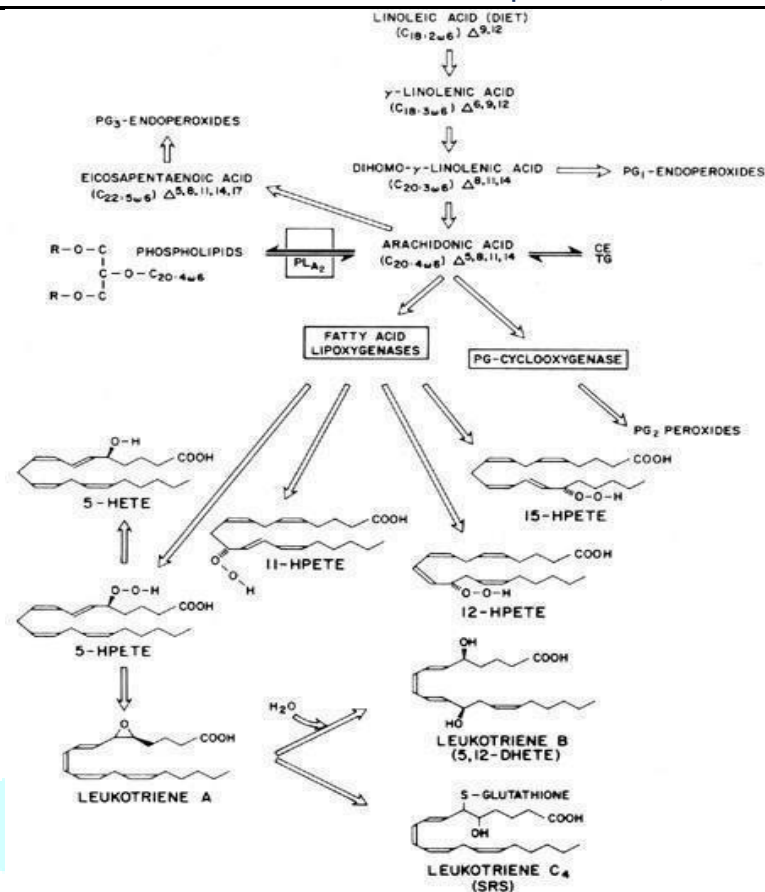 LINOLEIC ACID (DIET)
(C18:2ω6) Δ9,12
γ-LINOLENIC ACID
(C18:3ω6) Δ6,9,12
PG3-ENDOPEROXIDES
DIHOMO-γ-LINOLENIC ACID
(C20:3ω6) Δ8,11,14
PG1-ENDOPEROXIDES
EICOSAPENTAENOIC ACID
(C22:5ω6) Δ5,8,11,14,17
R-O-C
C-O-C20:4ω6
R-O-C
PHOSPHOLIPIDS
PLA2
ARACHIDONIC ACID
(C20:4ω6) Δ5,8,11,14
CE
TG
FATTY ACID
LIPOXYGENASES
PG-CYCLOOXYGENASE
PG2 PEROXIDES
O-H
COOH
5-HETE
COOH
O
O
H
11-HPETE
COOH
O-O-H
15-HPETE
O-O-H
COOH
5-HPETE
COOH
O-O-H
12-HPETE
O
COOH
LEUKOTRIENE A
H2O
OH
COOH
HO
LEUKOTRIENE B
(5,12-DHETE)
S-GLUTATHIONE
COOH
OH
LEUKOTRIENE C4
(SRS)